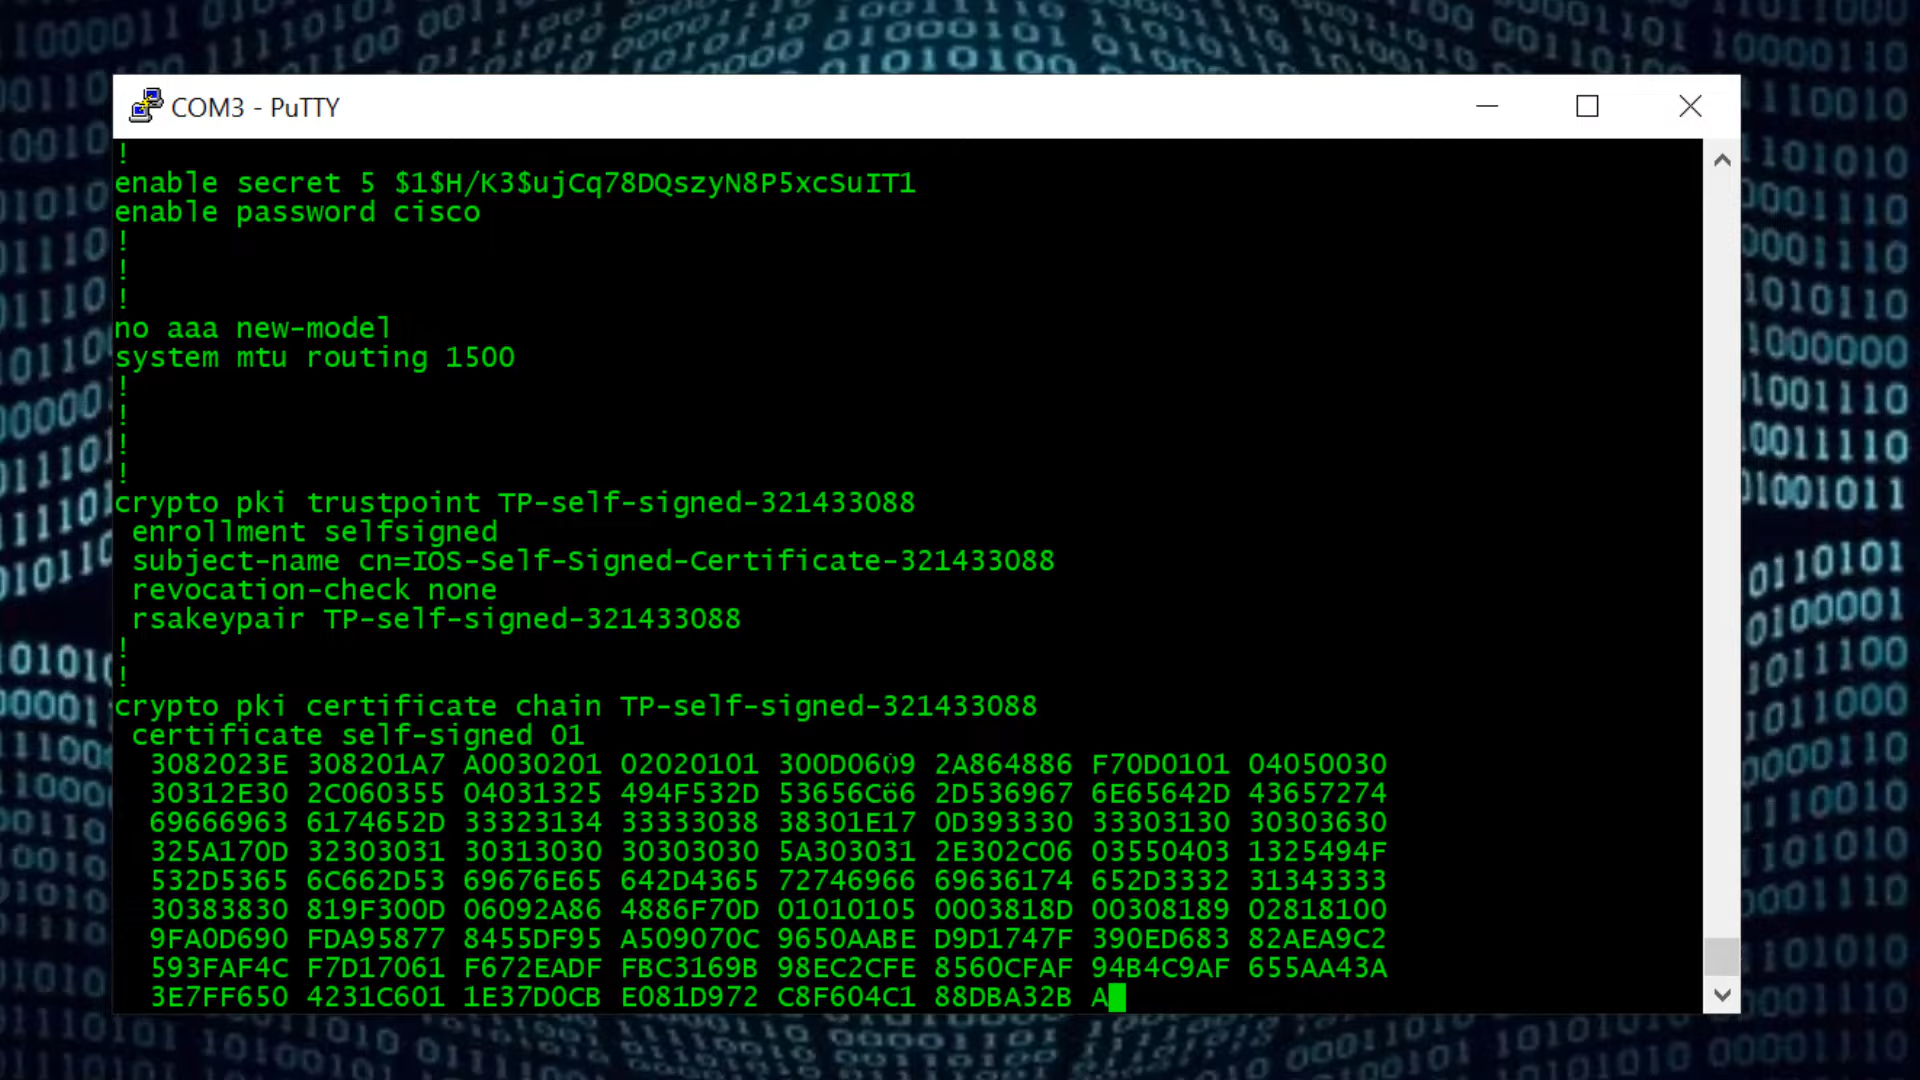 COM3 - PuTTY
!
enable secret 5 $1$H/K3$ujCq78DQszyN8P5xcSuIT1
enable password cisco
!
!
!
no aaa new-model
system mtu routing 1500
!
!
!
!
crypto pki trustpoint TP-self-signed-321433088
enrollment selfsigned
subject-name cn=IOS-Self-Signed-Certificate-321433088
revocation-check none
rsakeypair TP-self-signed-321433088
!
!
crypto pki certificate chain TP-self-signed-321433088
certificate self-signed 01
3082023E 308201A7 A0030201 02020101 300D0609 2A864886 F70D0101 04050030
30312E30 2C060355 04031325 494F532D 53656C66 2D536967 6E65642D 43657274
69666963 6174652D 33323134 33333038 38301E17 0D393330 33303130 30303630
325A170D 32303031 30313030 30303030 5A303031 2E302C06 03550403 1325494F
532D5365 6C662D53 69676E65 642D4365 72746966 69636174 652D3332 31343333
30383830 819F300D 06092A86 4886F70D 01010105 0003818D 00308189 02818100
9FA0D690 FDA95877 8455DF95 A509070C 9650AABE D9D1747F 390ED683 82AEA9C2
593FAF4C F7D17061 F672EADF FBC3169B 98EC2CFE 8560CFAF 94B4C9AF 655AA43A
3E7FF650 4231C601 1E37D0CB E081D972 C8F604C1 88DBA32B A